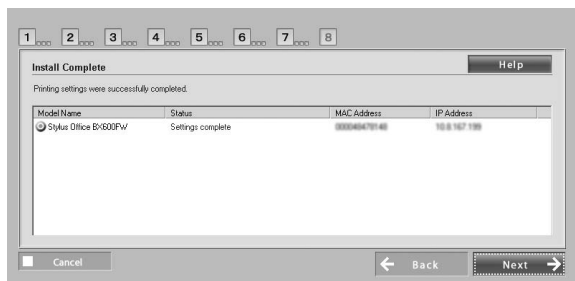 1 2 3 4 5 6 7 8
Install Complete Help
Printing settings were successfully completed.
Model Name Status MAC Address IP Address
Stylus Office BX600FW Settings complete
Cancel Back Next